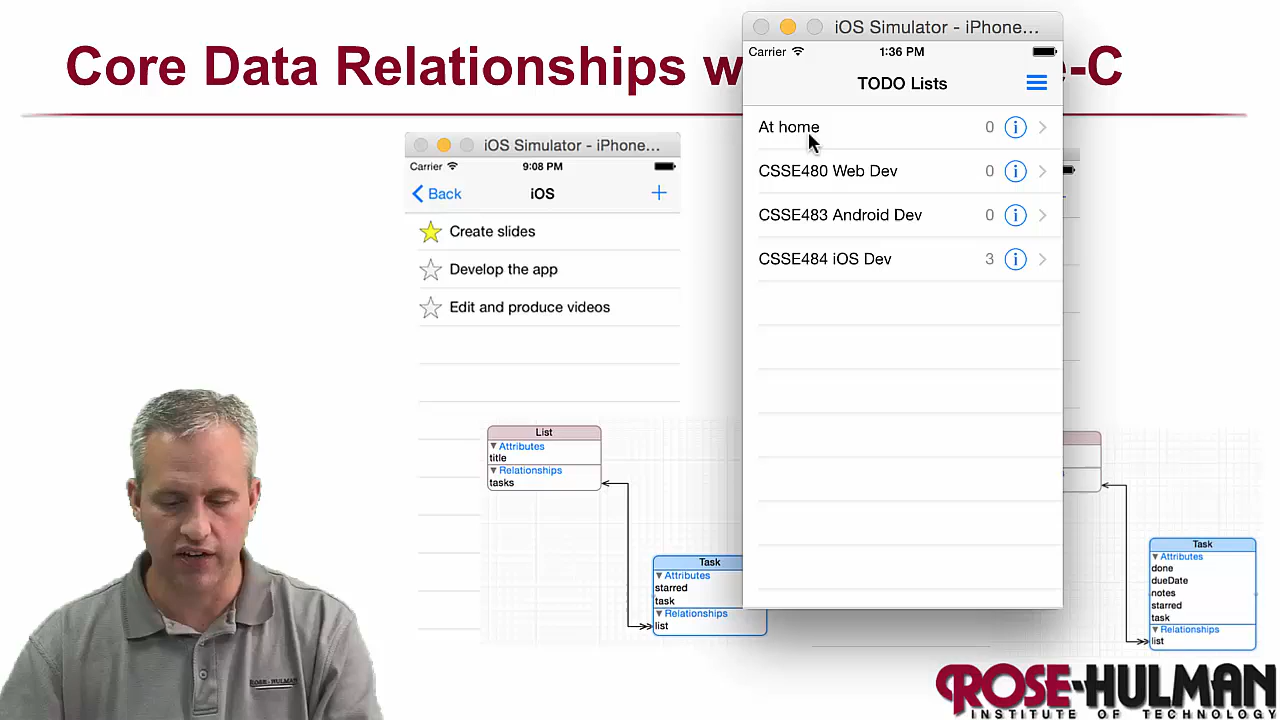 Core Data Relationships w
e-C
iOS Simulator - iPhone...
Carrier
1:36 PM
TODO Lists
At home
0
CSSE480 Web Dev
0
CSSE483 Android Dev
0
CSSE484 iOS Dev
3
iOS Simulator - iPhone...
Carrier
9:08 PM
Back
iOS
+
Create slides
Develop the app
Edit and produce videos
List
Attributes
title
Relationships
tasks
Task
Attributes
starred
task
Relationships
list
Task
Attributes
done
dueDate
notes
starred
task
Relationships
list
ROSE-HULMAN
ROSE-HULMAN
INSTITUTE OF TECHNOLOGY